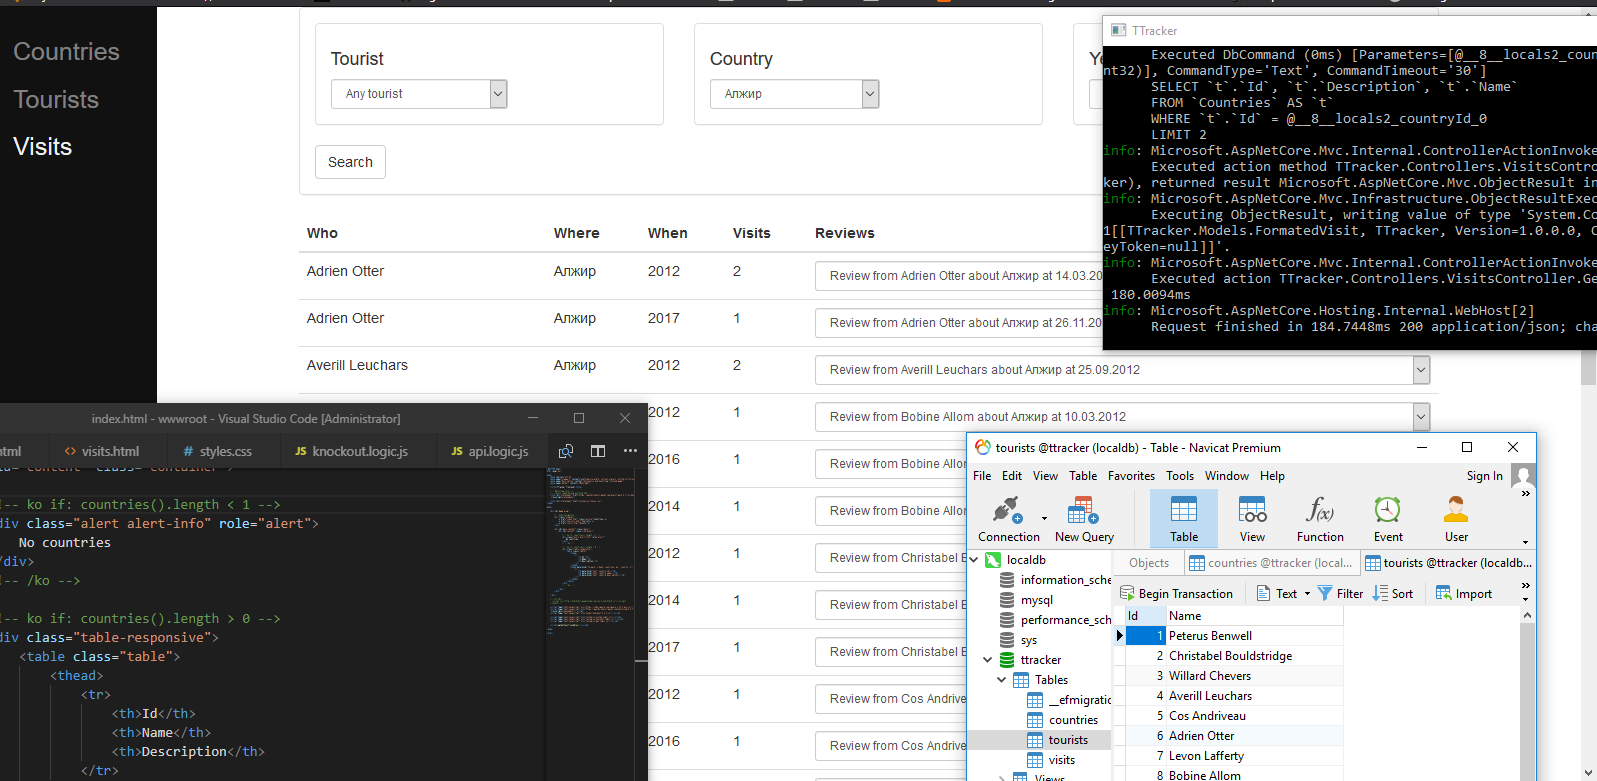 Countries
Tourists
Visits
Tourist
Any tourist
Country
Алжир
Search
Who Where When Visits Reviews
Adrien Otter Алжир 2012 2 Review from Adrien Otter about Алжир at 14.03.20
Adrien Otter Алжир 2017 1 Review from Adrien Otter about Алжир at 26.11.20
Averill Leuchars Алжир 2012 2 Review from Averill Leuchars about Алжир at 25.09.2012
2012 1 Review from Bobine Allom about Алжир at 10.03.2012
2016 1 Review from Bobine Allo
2014 1 Review from Bobine Allo
2012 1 Review from Christabel B
2014 1 Review from Christabel B
2017 1 Review from Christabel B
2012 1 Review from Cos Andrive
2016 1 Review from Cos Andrive
TTracker
Executed DbCommand (0ms) [Parameters=[@__8__locals2_coun
nt32)], CommandType='Text', CommandTimeout='30']
SELECT `t`.`Id`, `t`.`Description`, `t`.`Name`
FROM `Countries` AS `t`
WHERE `t`.`Id` = @__8__locals2_countryId_0
LIMIT 2
info: Microsoft.AspNetCore.Mvc.Internal.ControllerActionInvoke
Executed action method TTracker.Controllers.VisitsContro
ker), returned result Microsoft.AspNetCore.Mvc.ObjectResult in
info: Microsoft.AspNetCore.Mvc.Infrastructure.ObjectResultExec
Executing ObjectResult, writing value of type 'System.Co
1[[TTracker.Models.FormatedVisit, TTracker, Version=1.0.0.0, C
eyToken=null]]'.
info: Microsoft.AspNetCore.Mvc.Internal.ControllerActionInvoke
Executed action TTracker.Controllers.VisitsController.Ge
180.0094ms
info: Microsoft.AspNetCore.Hosting.Internal.WebHost[2]
Request finished in 184.7448ms 200 application/json; cha
index.html - wwwroot - Visual Studio Code [Administrator]
html <> visits.html # styles.css JS knockout.logic.js JS api.logic.js
id="content" class="container">
!-- ko if: countries().length < 1 -->
div class="alert alert-info" role="alert">
No countries
/div>
!-- /ko -->
!-- ko if: countries().length > 0 -->
div class="table-responsive">
<table class="table">
<thead>
<tr>
<th>Id</th>
<th>Name</th>
<th>Description</th>
</tr>
tourists @ttracker (localdb) - Table - Navicat Premium
File Edit View Table Favorites Tools Window Help Sign In
Connection New Query Table View f(x) Function Event User
Objects countries @ttracker (local... tourists @ttracker (localdb...
Begin Transaction Text Filter Sort Import
localdb
information_sche
mysql
performance_sch
sys
ttracker
Tables
__efmigratio
countries
tourists
visits
Views
Id Name
1 Peterus Benwell
2 Christabel Bouldstridge
3 Willard Chevers
4 Averill Leuchars
5 Cos Andriveau
6 Adrien Otter
7 Levon Lafferty
8 Bobine Allom